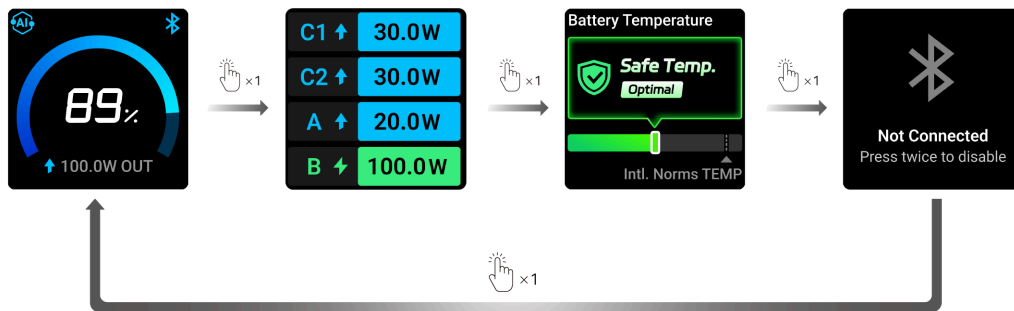 AI
89%
100.0W OUT
×1
C1 30.0W
C2 30.0W
A 20.0W
B 100.0W
×1
Battery Temperature
Safe Temp.
Optimal
Intl. Norms TEMP
×1
Not Connected
Press twice to disable
×1